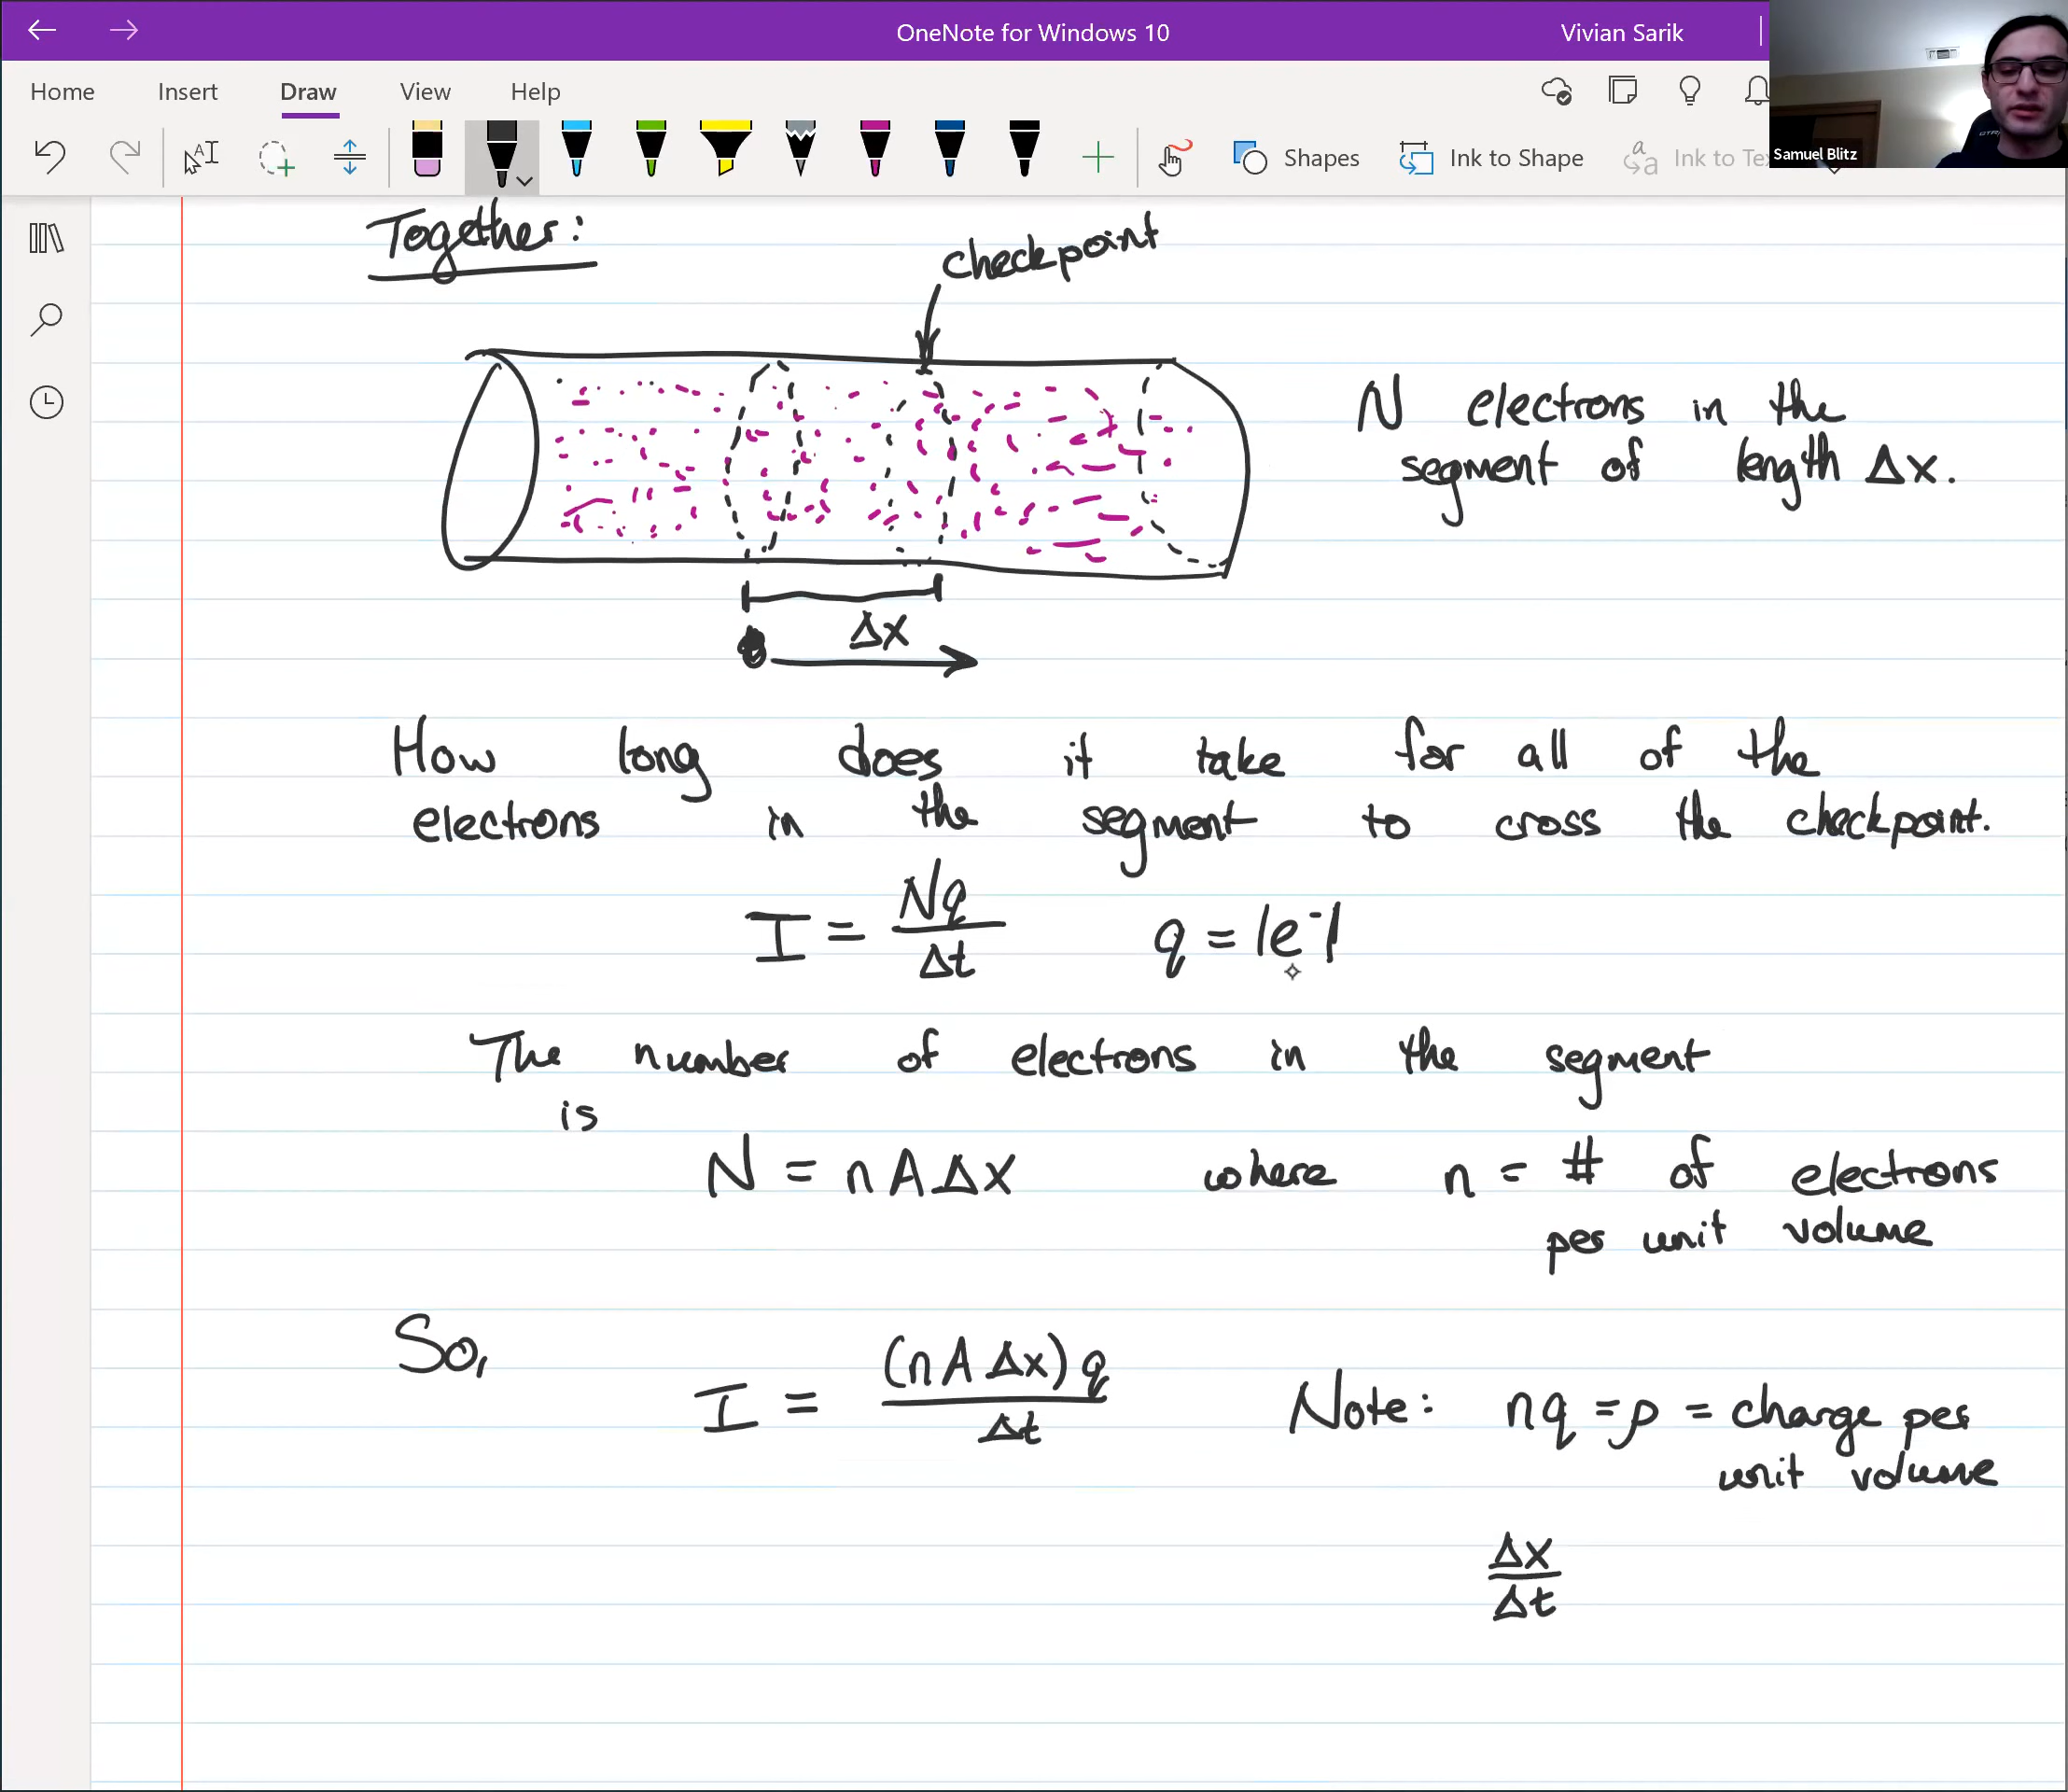 OneNote for Windows 10
Vivian Sarik
Home Insert Draw View Help
Shapes Ink to Shape Ink to Te
Samuel Blitz
Together:
checkpoint
N electrons in the
segment of length Δx.
Δx
How long does it take for all of the
electrons in the segment to cross the checkpoint.
I = Nq/Δt q = |e⁻|
The number of electrons in the segment
is
N = nAΔx where n = # of electrons
per unit volume
So,
I = (nAΔx)q/Δt Note: nq = ρ = charge per
unit volume
Δx/Δt